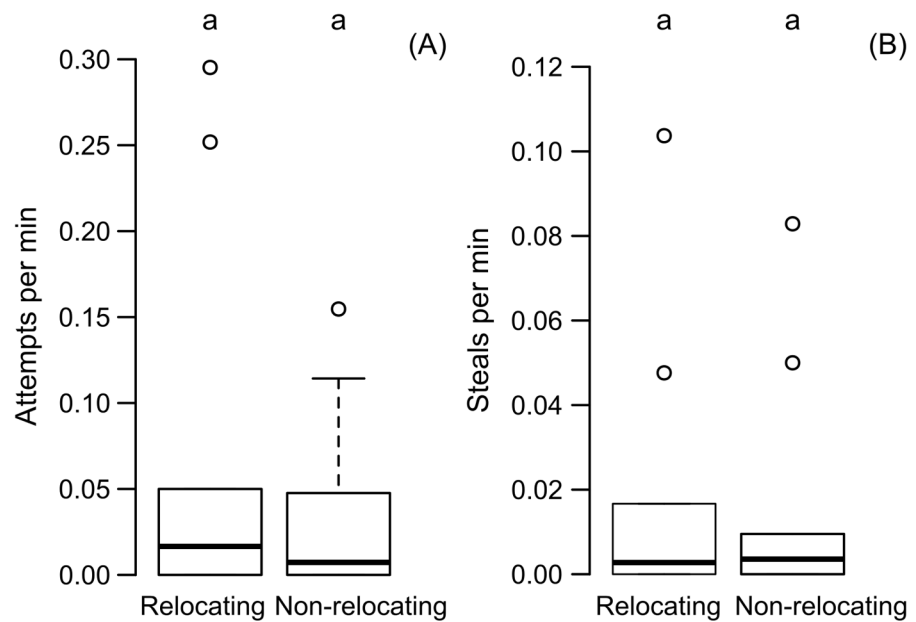 a a
(A)
Attempts per min
0.30
0.25
0.20
0.15
0.10
0.05
0.00
Relocating Non-relocating
a a
(B)
Steals per min
0.12
0.10
0.08
0.06
0.04
0.02
0.00
Relocating Non-relocating